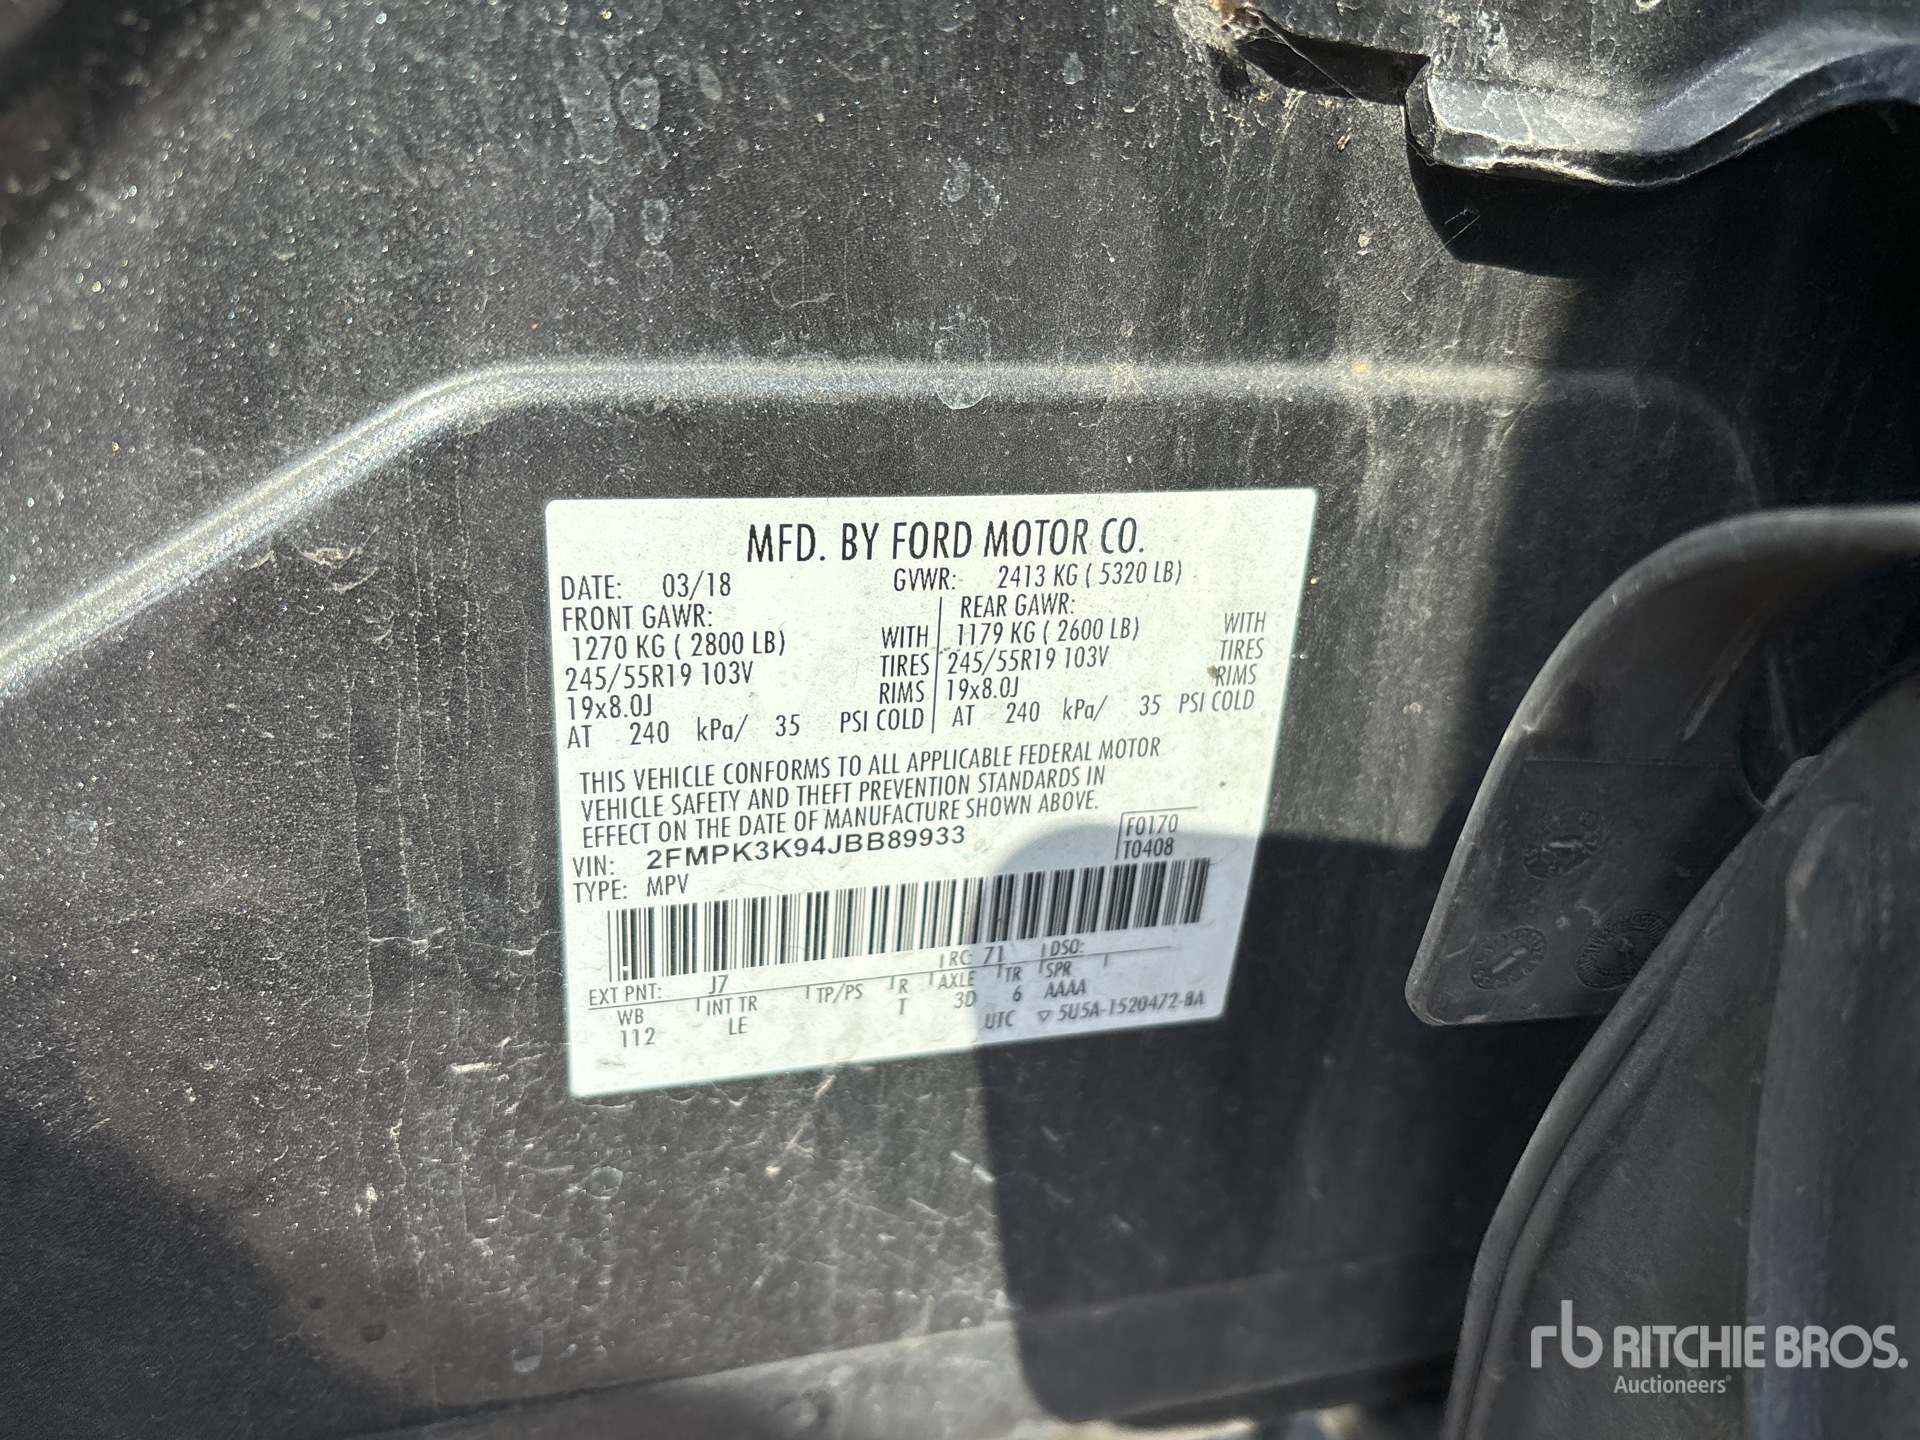 MFD. BY FORD MOTOR CO.
DATE: 03/18 GVWR: 2413 KG ( 5320 LB)
FRONT GAWR: REAR GAWR:
1270 KG ( 2800 LB) WITH 1179 KG ( 2600 LB) WITH
245/55R19 103V TIRES 245/55R19 103V TIRES
19x8.0J RIMS 19x8.0J RIMS
AT 240 kPa/ 35 PSI COLD AT 240 kPa/ 35 PSI COLD
THIS VEHICLE CONFORMS TO ALL APPLICABLE FEDERAL MOTOR
VEHICLE SAFETY AND THEFT PREVENTION STANDARDS IN
EFFECT ON THE DATE OF MANUFACTURE SHOWN ABOVE.
VIN: 2FMPK3K94JBB89933 F0170
TYPE: MPV T0408
EXT PNT: J7 RC: 71 DSO:
WB INT TR TP/PS R AXLE TR SPR
112 LE T 3D 6 AAAA
UTC ▽ 5U5A-1520472-BA
rb RITCHIE BROS.
Auctioneers